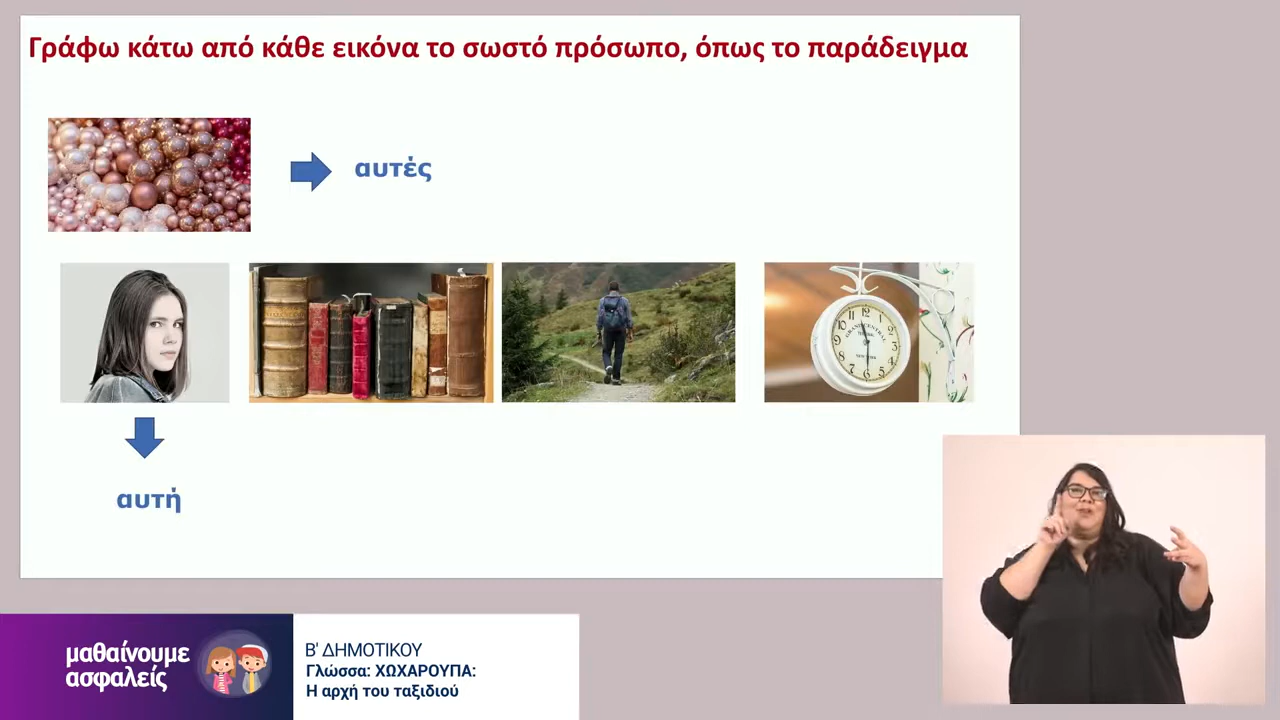 Γράφω κάτω από κάθε εικόνα το σωστό πρόσωπο, όπως το παράδειγμα
αυτές
αυτή
μαθαίνουμε
ασφαλείς
Β' ΔΗΜΟΤΙΚΟΥ
Γλώσσα: ΧΩΧΑΡΟΥΠΑ:
Η αρχή του ταξιδιού